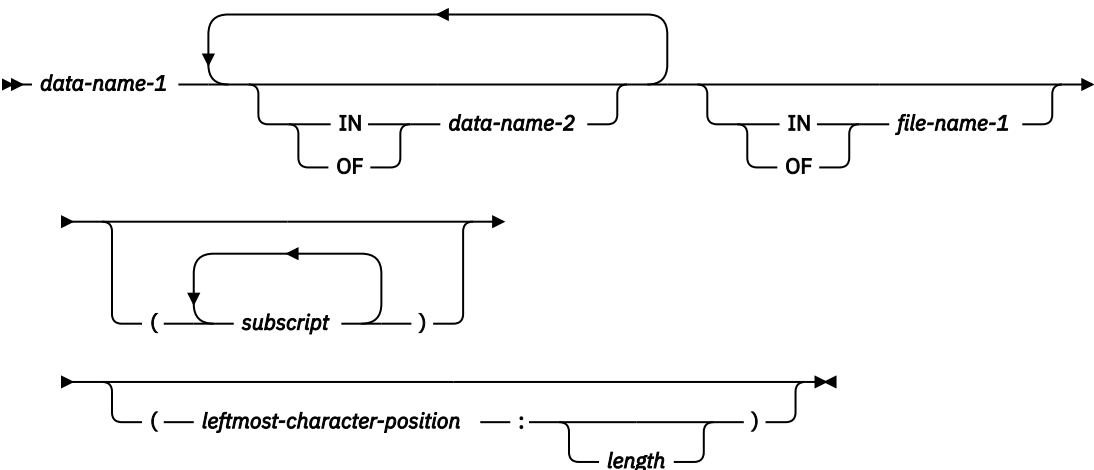 data-name-1
IN data-name-2 IN file-name-1
OF OF
( subscript )
( leftmost-character-position : )
length